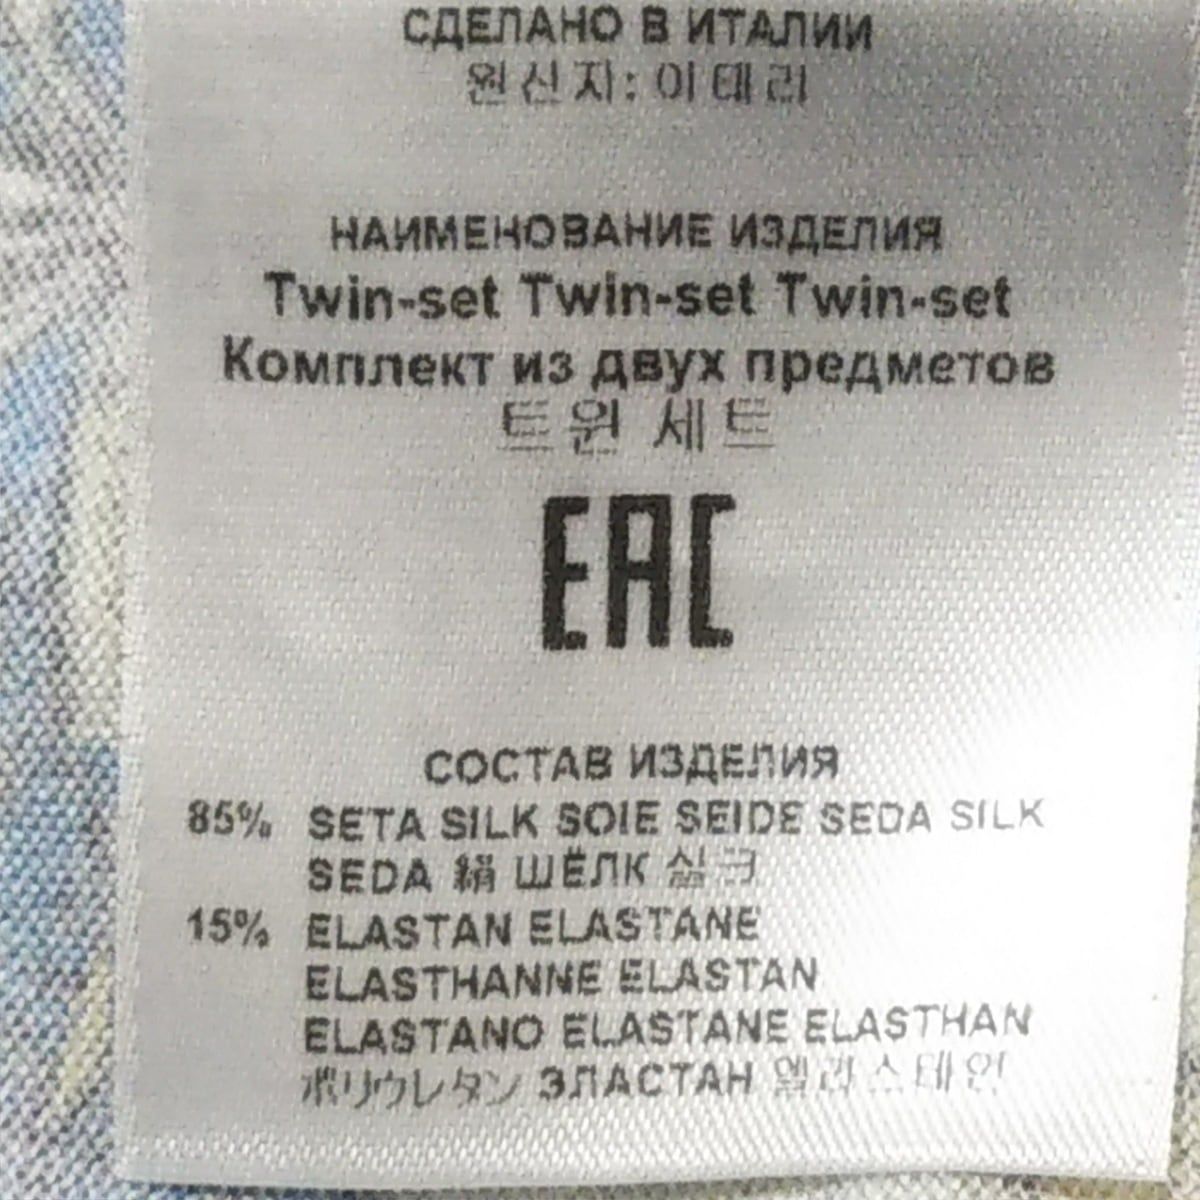 СДЕЛАНО В ИТАЛИИ
원산지: 이태리
НАИМЕНОВАНИЕ ИЗДЕЛИЯ
Twin-set Twin-set Twin-set
Комплект из двух предметов
트윈 세트
EAC
СОСТАВ ИЗДЕЛИЯ
85% SETA SILK SOIE SEIDE SEDA SILK
SEDA 絹 ШЁЛК 실크
15% ELASTAN ELASTANE
ELASTHANNE ELASTAN
ELASTANO ELASTANE ELASTHAN
ポリウレタン ЭЛАСТАН 엘라스테인